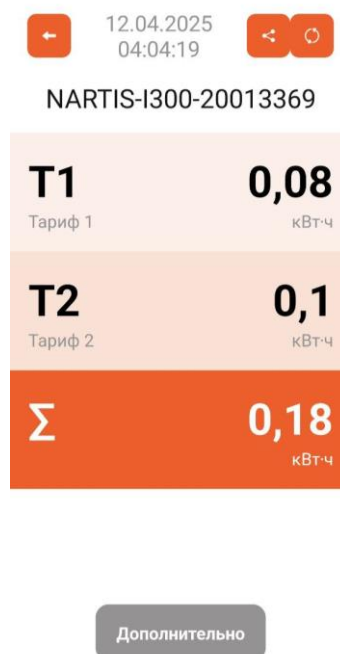 12.04.2025
04:04:19
NARTIS-I300-20013369
T1 0,08
Тариф 1 кВт·ч
T2 0,1
Тариф 2 кВт·ч
Σ 0,18
кВт·ч
Дополнительно